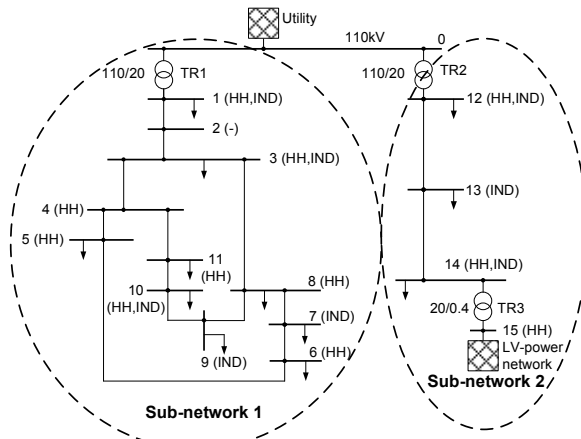 Utility
110kV
0
110/20
TR1
110/20
TR2
1 (HH,IND)
12 (HH,IND)
2 (-)
3 (HH,IND)
13 (IND)
4 (HH)
5 (HH)
11
(HH)
14 (HH,IND)
8 (HH)
10
(HH,IND)
20/0.4
TR3
7 (IND)
15 (HH)
9 (IND)
6 (HH)
LV-power
network
Sub-network 2
Sub-network 1